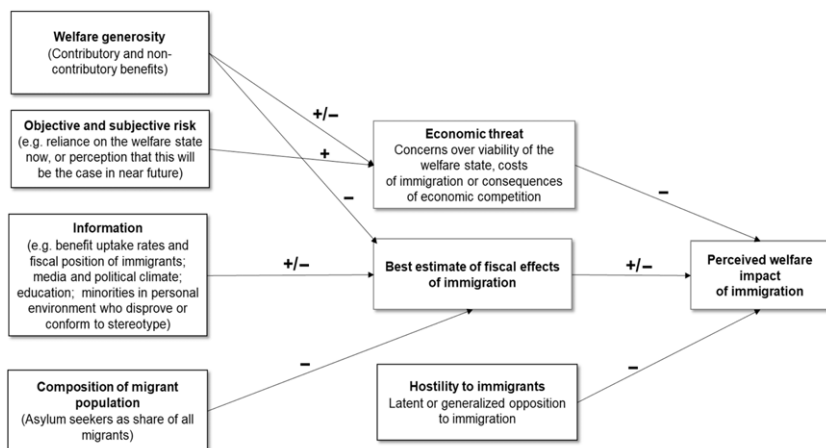 Welfare generosity
(Contributory and non-
contributory benefits)
+/−
Objective and subjective risk
(e.g. reliance on the welfare state
now, or perception that this will
be the case in near future)
+
Economic threat
Concerns over viability of the
welfare state, costs
of immigration or consequences
of economic competition
−
−
Information
(e.g. benefit uptake rates and
fiscal position of immigrants;
media and political climate;
education; minorities in personal
environment who disprove or
conform to stereotype)
+/−
Best estimate of fiscal effects
of immigration
+/−
Perceived welfare
impact
of immigration
−
Composition of migrant
population
(Asylum seekers as share of all
migrants)
Hostility to immigrants
Latent or generalized opposition
to immigration
−